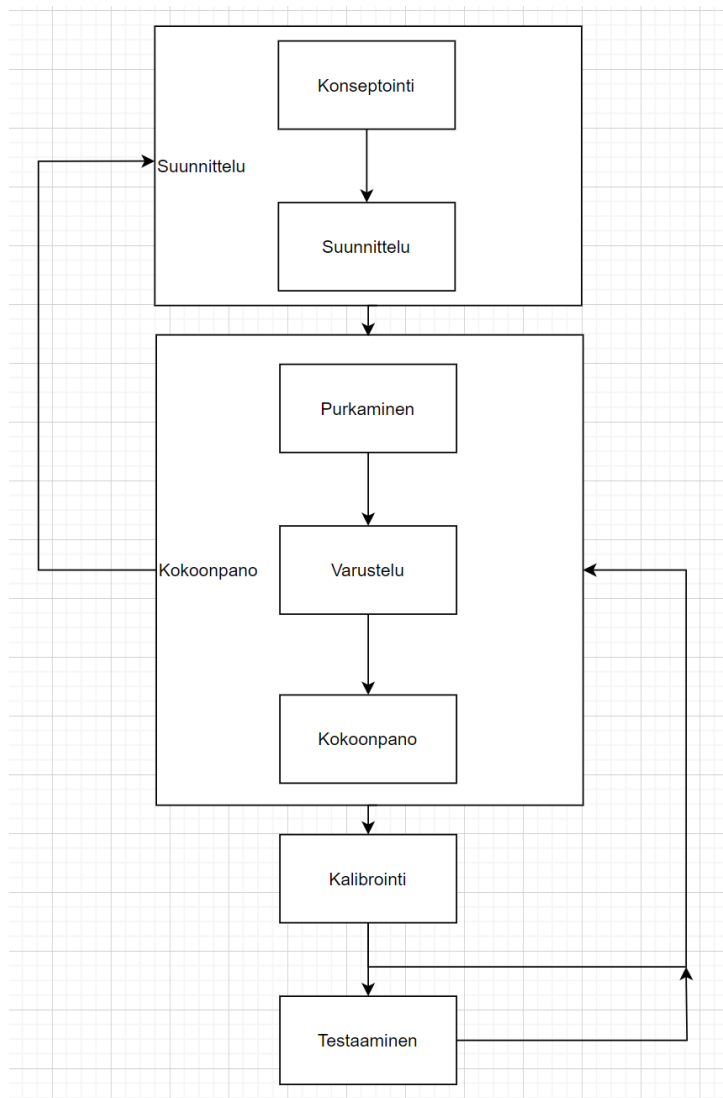 Konseptointi
Suunnittelu
Suunnittelu
Purkaminen
Varustelu
Kokoonpano
Kokoonpano
Kalibrointi
Testaaminen